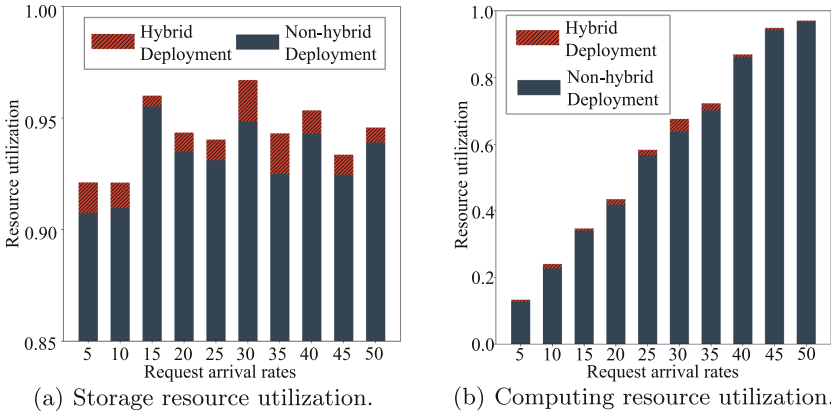 1.00
0.95
0.90
0.85
Resource utilization
Hybrid
Deployment
Non-hybrid
Deployment
5 10 15 20 25 30 35 40 45 50
Request arrival rates
(a) Storage resource utilization.
1.0
0.8
0.6
0.4
0.2
0.0
Resource utilization
Hybrid
Deployment
Non-hybrid
Deployment
5 10 15 20 25 30 35 40 45 50
Request arrival rates
(b) Computing resource utilization.